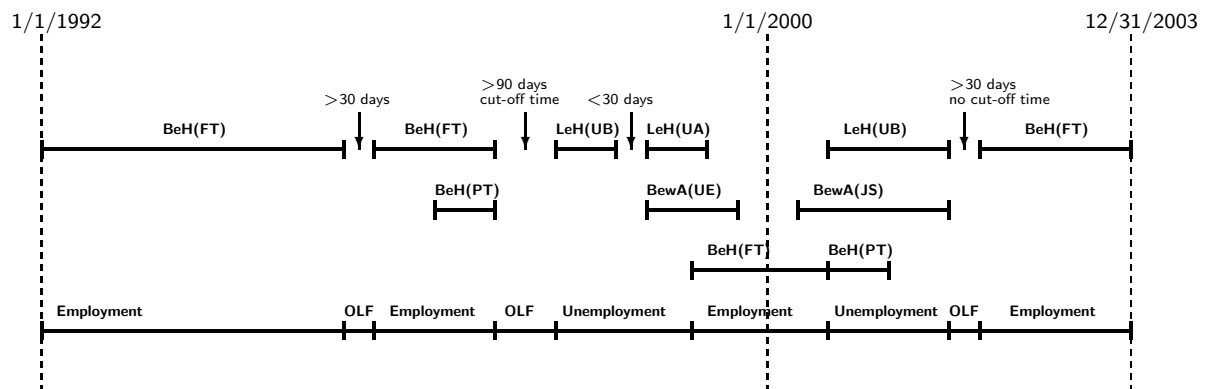 1/1/1992 1/1/2000 12/31/2003
>90 days >30 days
>30 days cut-off time <30 days no cut-off time
BeH(FT) BeH(FT) LeH(UB) LeH(UA) LeH(UB) BeH(FT)
BeH(PT) BewA(UE) BewA(JS)
BeH(FT) BeH(PT)
Employment OLF Employment OLF Unemployment Employment Unemployment OLF Employment